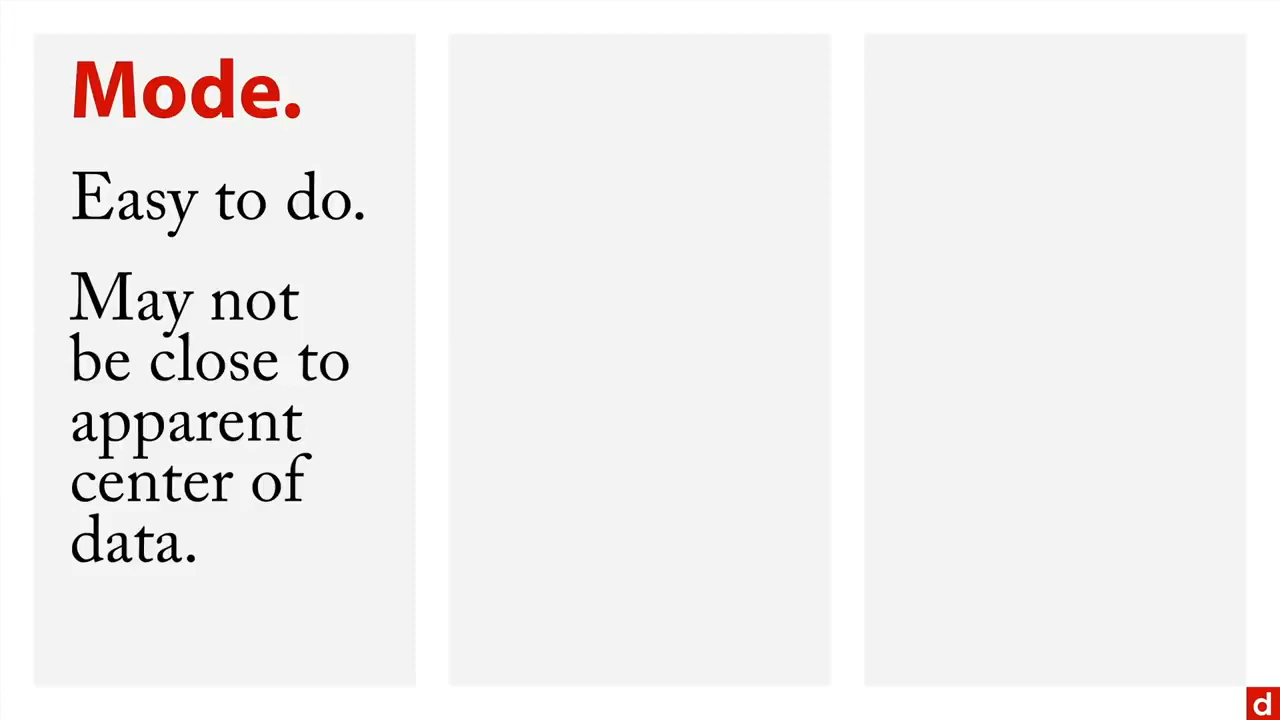 Mode.
Easy to do.
May not
be close to
apparent
center of
data.
d